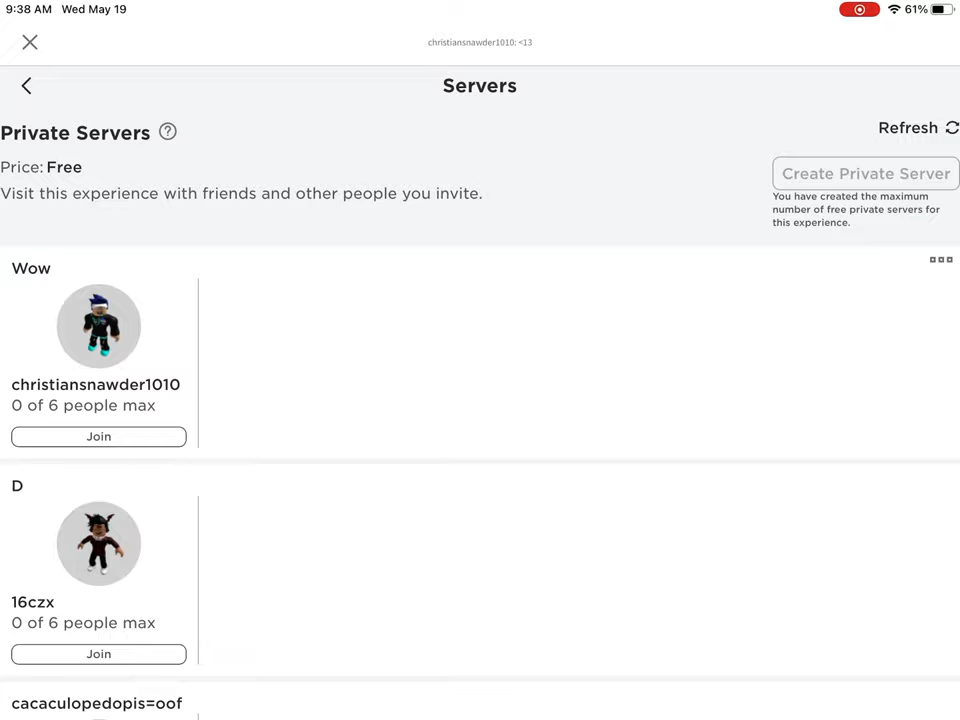 9:38 AM Wed May 19
61%
christiansnawder1010: <13
Servers
Private Servers ?
Refresh
Price: Free
Visit this experience with friends and other people you invite.
Create Private Server
You have created the maximum
number of free private servers for
this experience.
Wow
christiansnawder1010
0 of 6 people max
Join
D
16czx
0 of 6 people max
Join
cacaculopedopis=oof